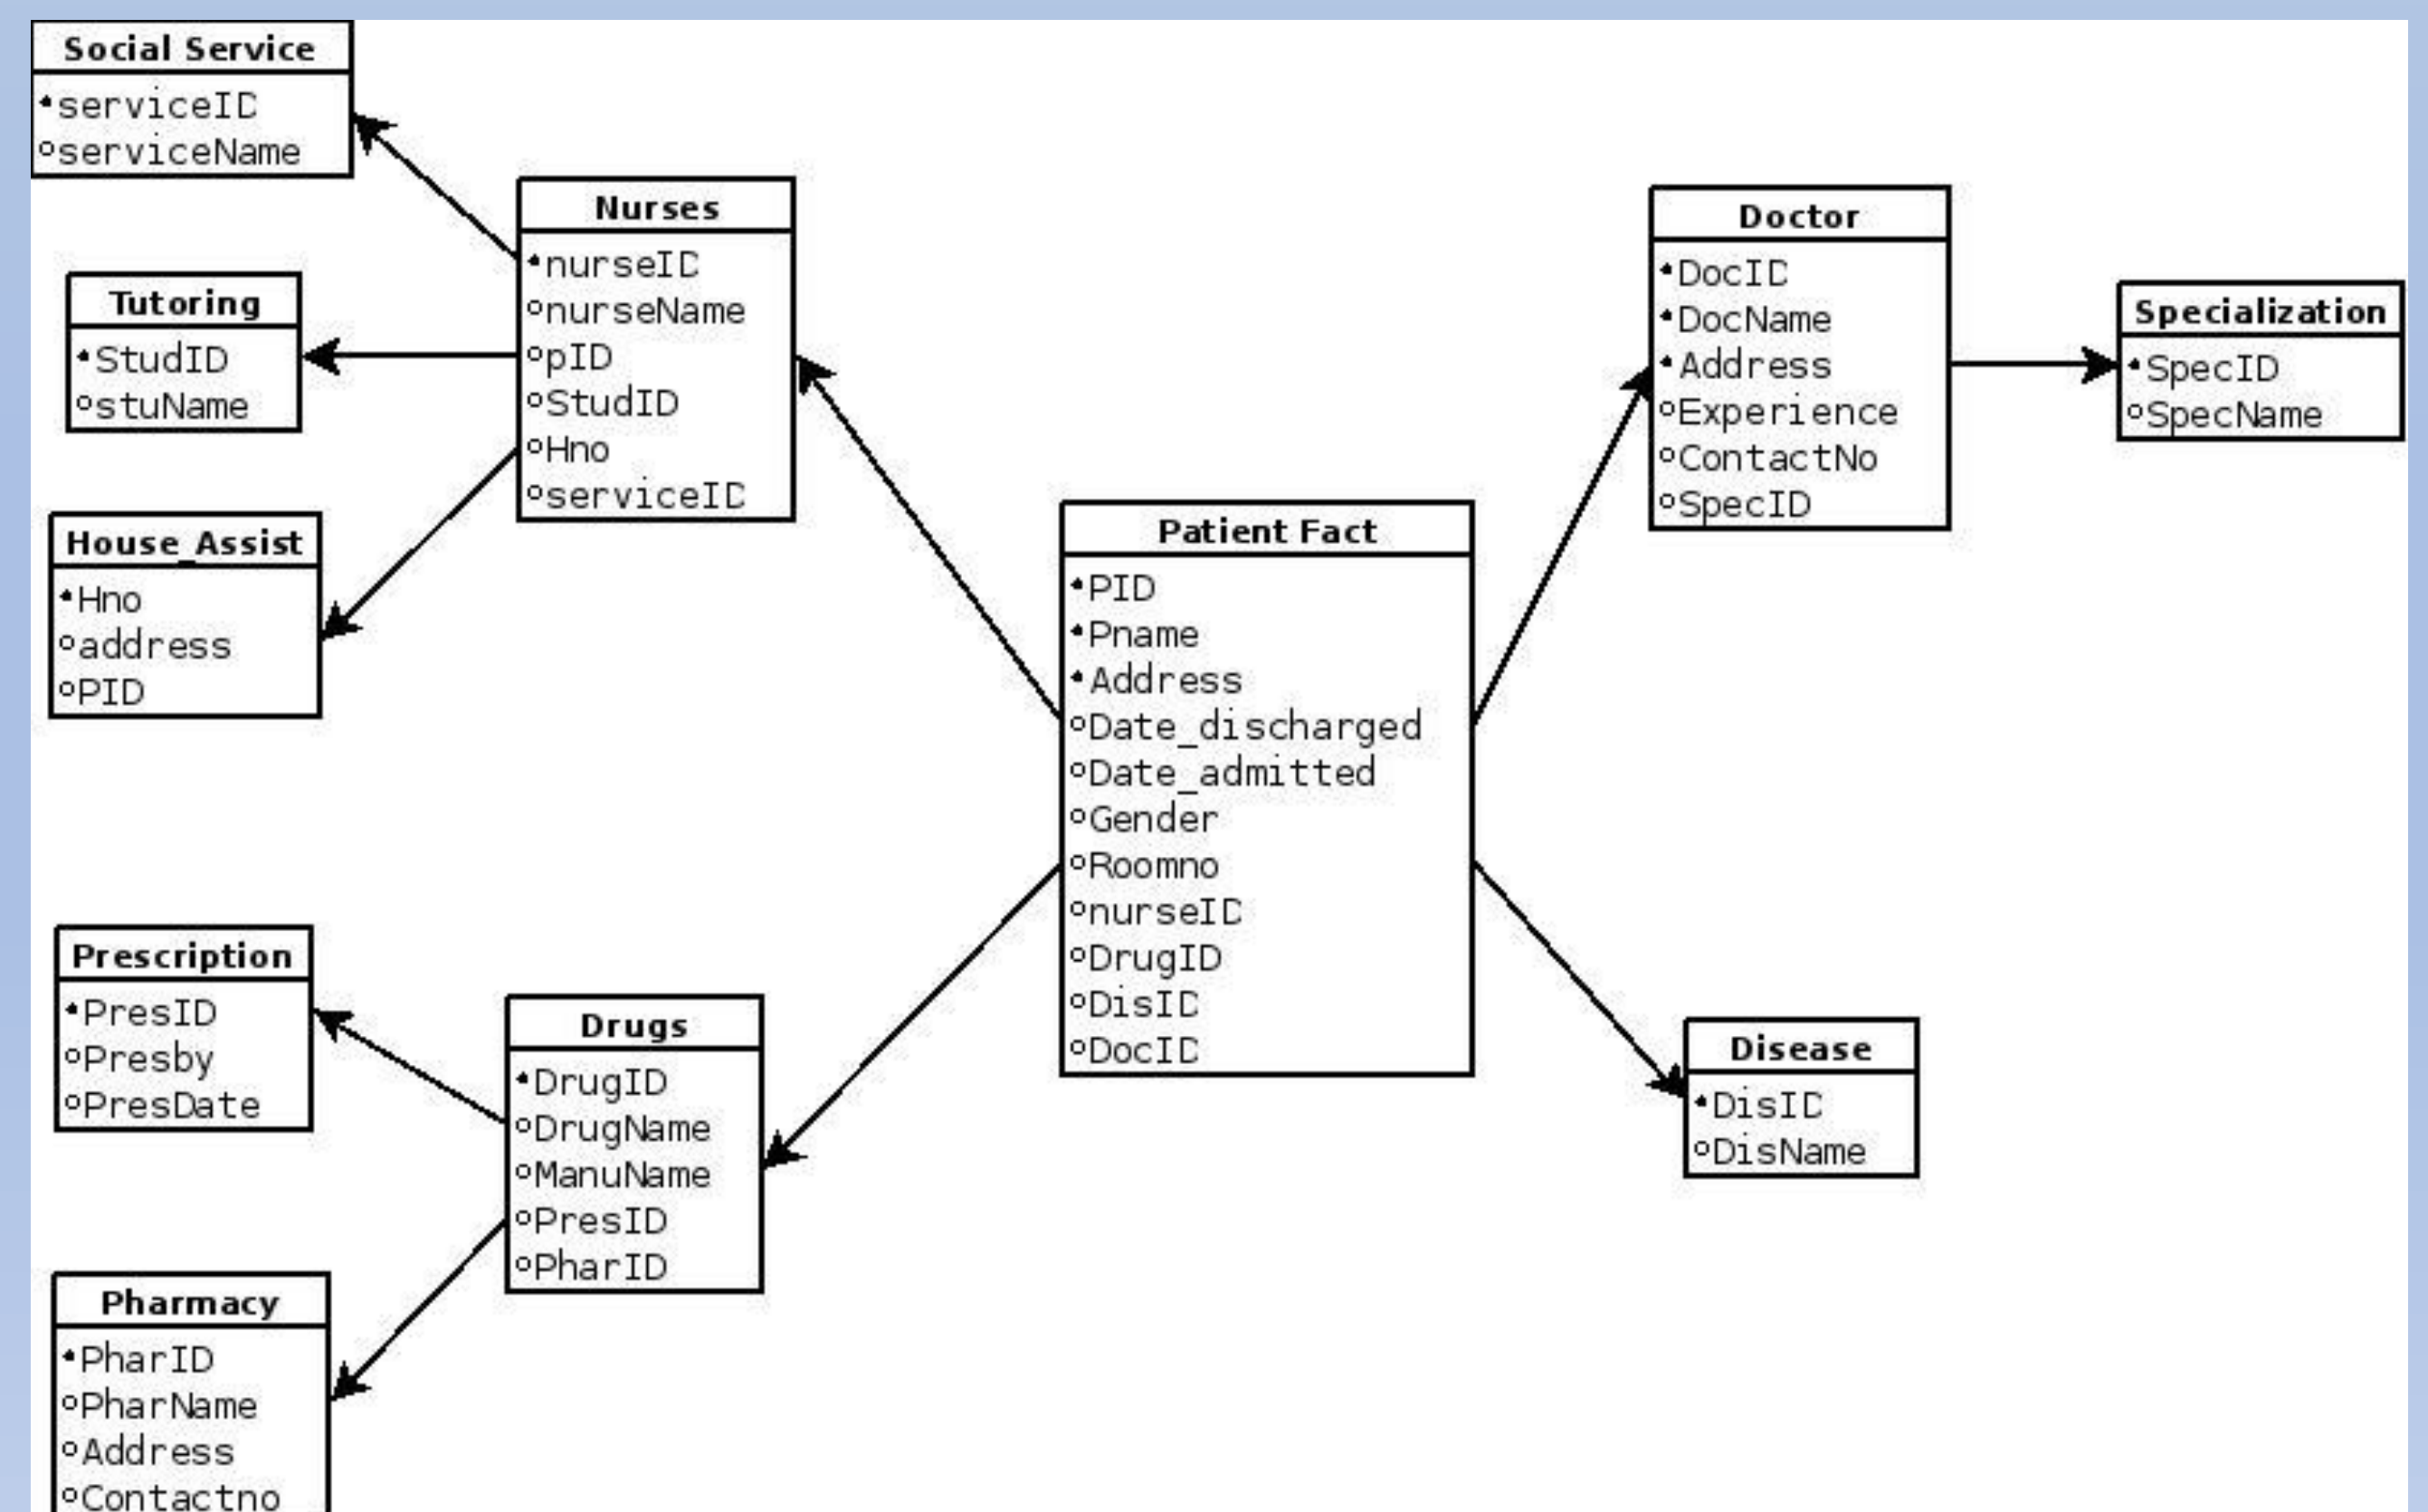 Social Service
serviceID
serviceName
Nurses
nurseID
nurseName
pID
StudID
Hno
serviceID
Tutoring
StudID
stuName
House_Assist
Hno
address
PID
Doctor
DocID
DocName
Address
Experience
ContactNo
SpecID
Specialization
SpecID
SpecName
Patient Fact
PID
Pname
Address
Date_discharged
Date_admitted
Gender
Roomno
nurseID
DrugID
DisID
DocID
Prescription
PresID
Presby
PresDate
Drugs
DrugID
DrugName
ManuName
PresID
PharID
Disease
DisID
DisName
Pharmacy
PharID
PharName
Address
Contactno